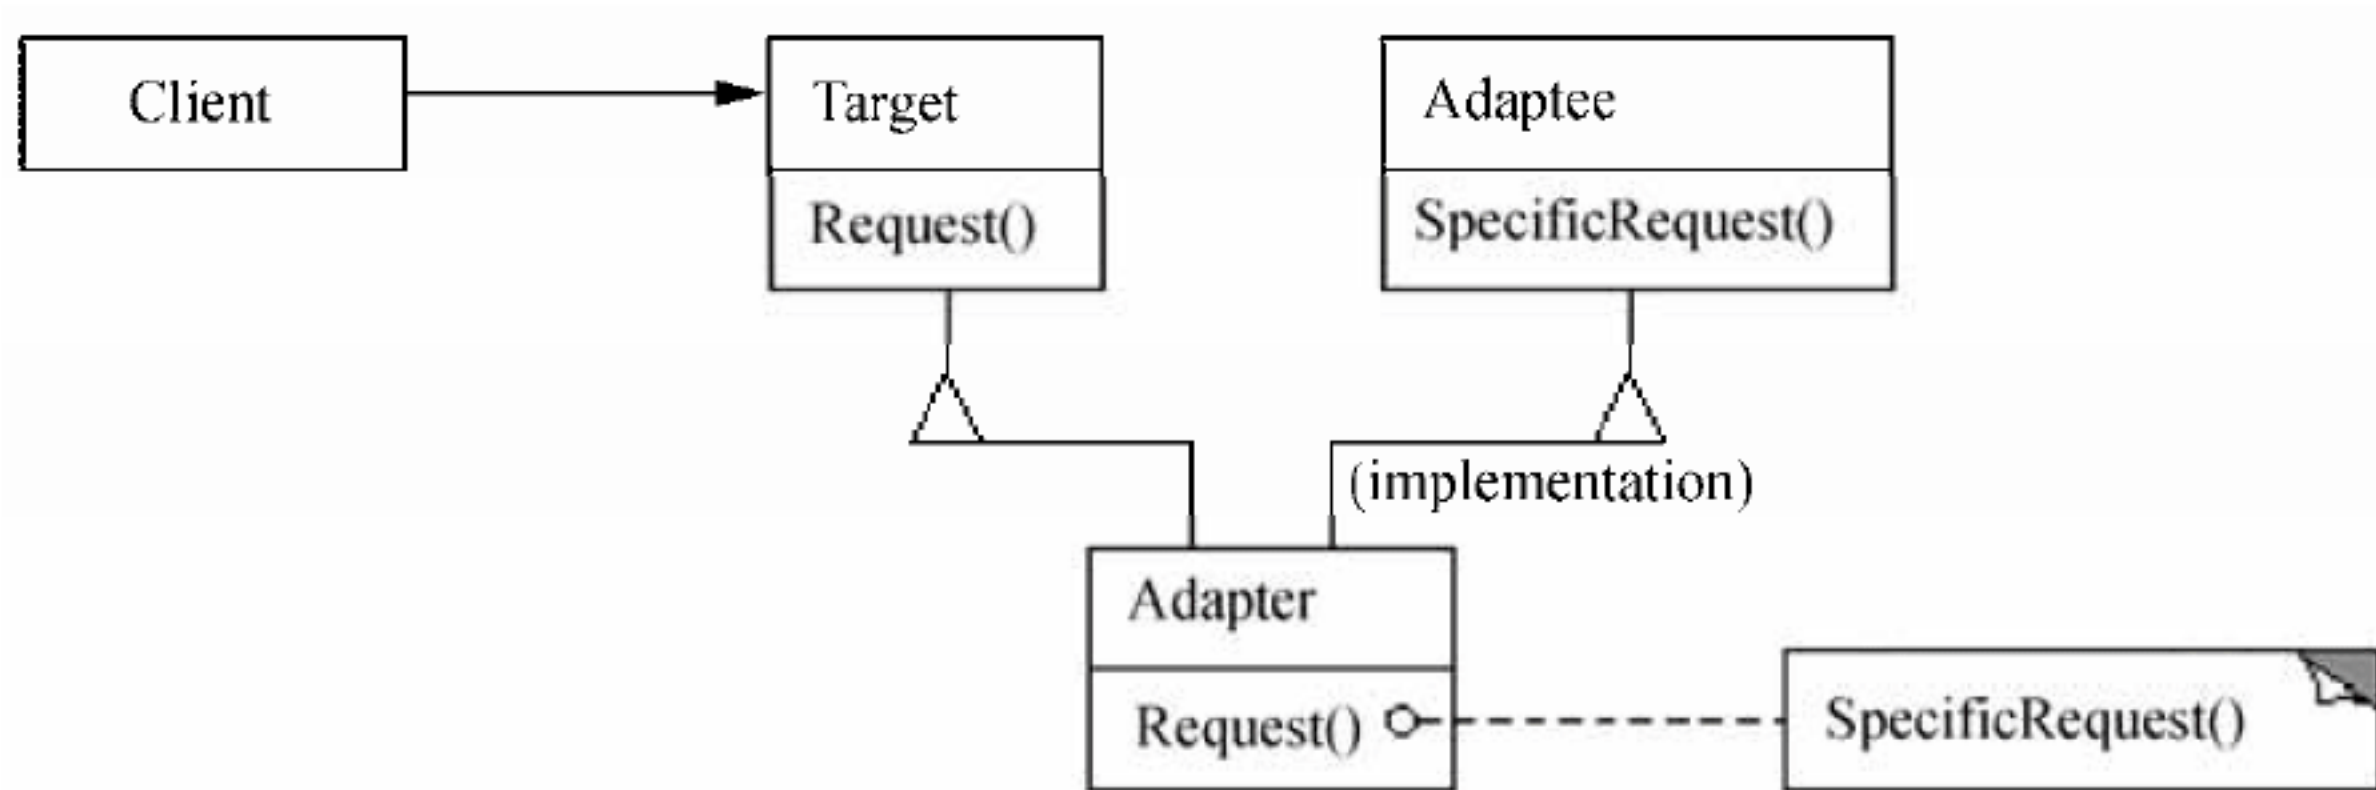 Client
Target
Adaptee
Request()
SpecificRequest()
(implementation)
Adapter
Request()
SpecificRequest()